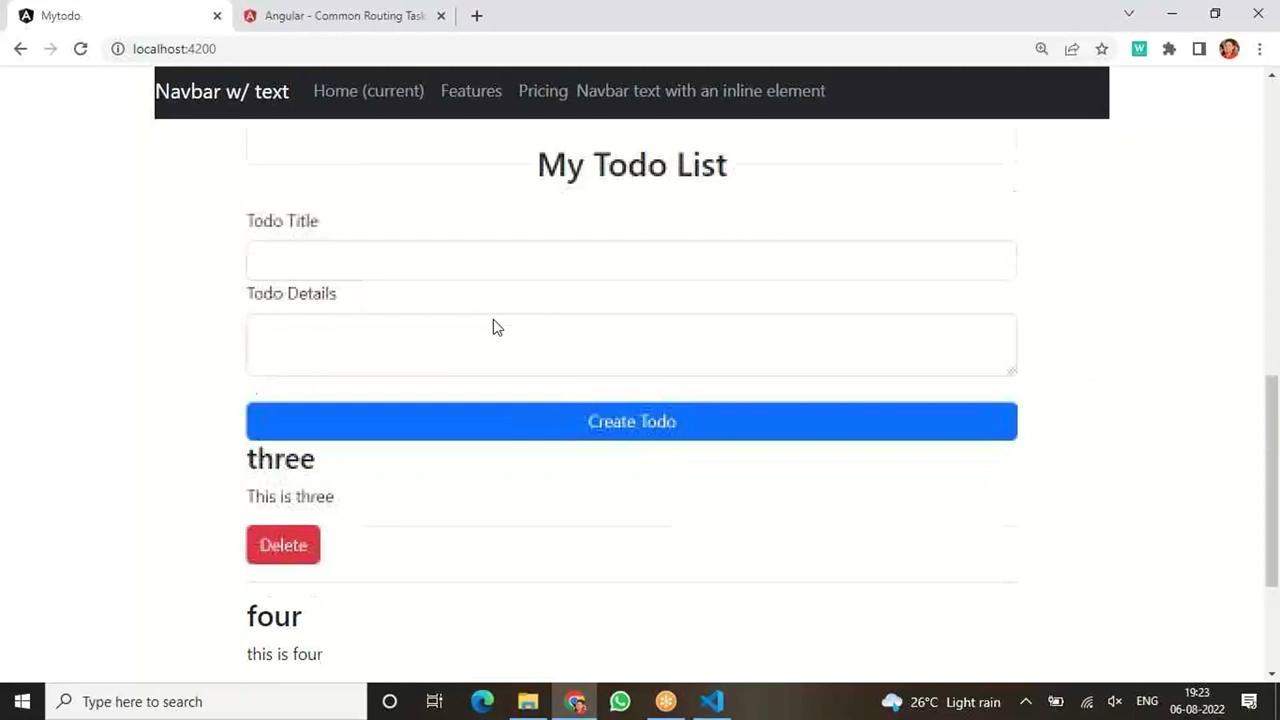 Mytodo
Angular - Common Routing Task
localhost:4200
Navbar w/ text Home (current) Features Pricing Navbar text with an inline element
My Todo List
Todo Title
Todo Details
Create Todo
three
This is three
Delete
four
this is four
Type here to search
26°C Light rain
ENG
19:23
06-08-2022